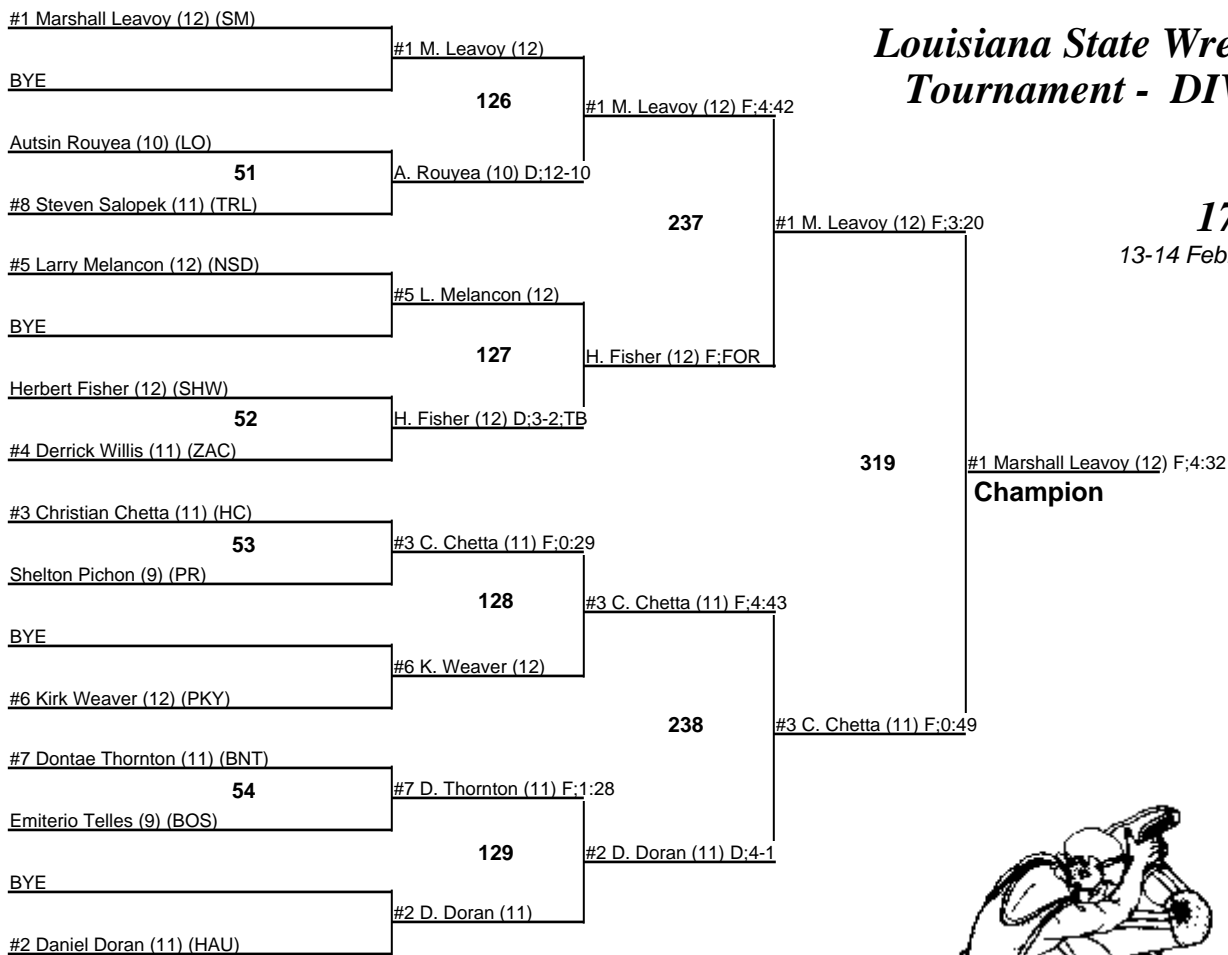 #1 Marshall Leavoy (12) (SM)
#1 M. Leavoy (12)
BYE
126
#1 M. Leavoy (12) F;4:42
Autsin Rouyea (10) (LO)
51
A. Rouyea (10) D;12-10
#8 Steven Salopek (11) (TRL)
237
#1 M. Leavoy (12) F;3:20
#5 Larry Melancon (12) (NSD)
#5 L. Melancon (12)
BYE
127
H. Fisher (12) F;FOR
Herbert Fisher (12) (SHW)
52
H. Fisher (12) D;3-2;TB
#4 Derrick Willis (11) (ZAC)
319
#1 Marshall Leavoy (12) F;4:32
Champion
#3 Christian Chetta (11) (HC)
53
#3 C. Chetta (11) F;0:29
Shelton Pichon (9) (PR)
128
#3 C. Chetta (11) F;4:43
BYE
#6 K. Weaver (12)
#6 Kirk Weaver (12) (PKY)
238
#3 C. Chetta (11) F;0:49
#7 Dontae Thornton (11) (BNT)
54
#7 D. Thornton (11) F;1:28
Emiterio Telles (9) (BOS)
129
#2 D. Doran (11) D;4-1
BYE
#2 D. Doran (11)
#2 Daniel Doran (11) (HAU)
Louisiana State Wre
Tournament - DIV
17
13-14 Feb